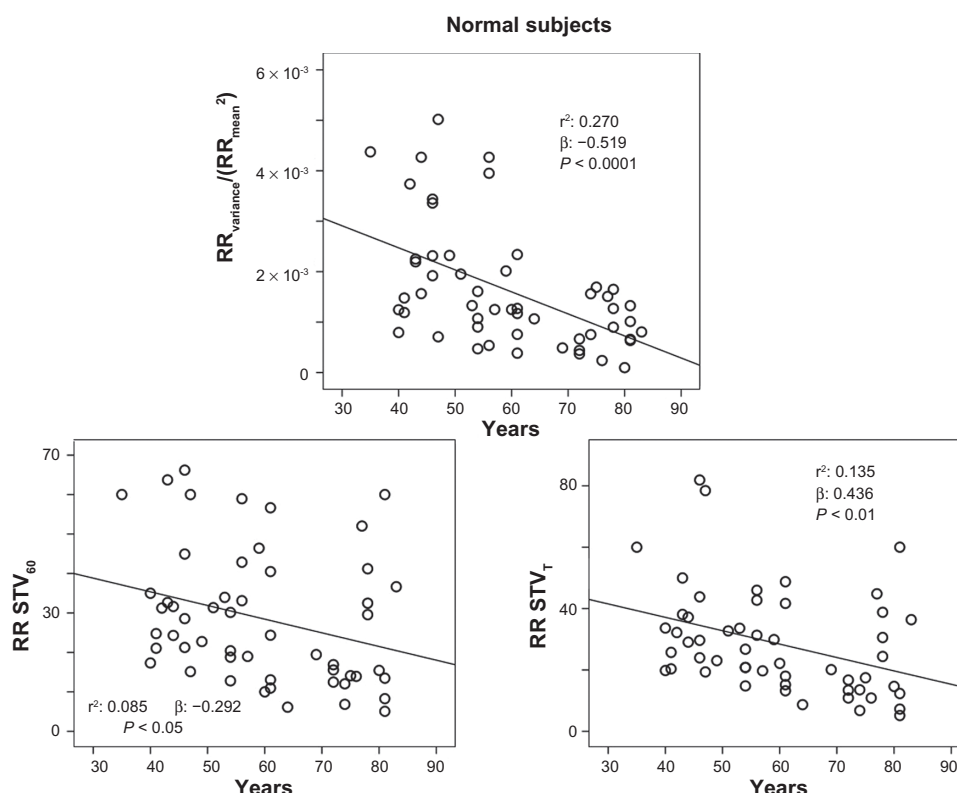 Normal subjects
RR_variance/(RR_mean²)
6 × 10⁻³
4 × 10⁻³
2 × 10⁻³
0
r²: 0.270
β: −0.519
P < 0.0001
30 40 50 60 70 80 90
Years
RR STV₆₀
70
30
0
r²: 0.085 β: −0.292
P < 0.05
30 40 50 60 70 80 90
Years
RR STV_T
80
40
0
r²: 0.135
β: 0.436
P < 0.01
30 40 50 60 70 80 90
Years